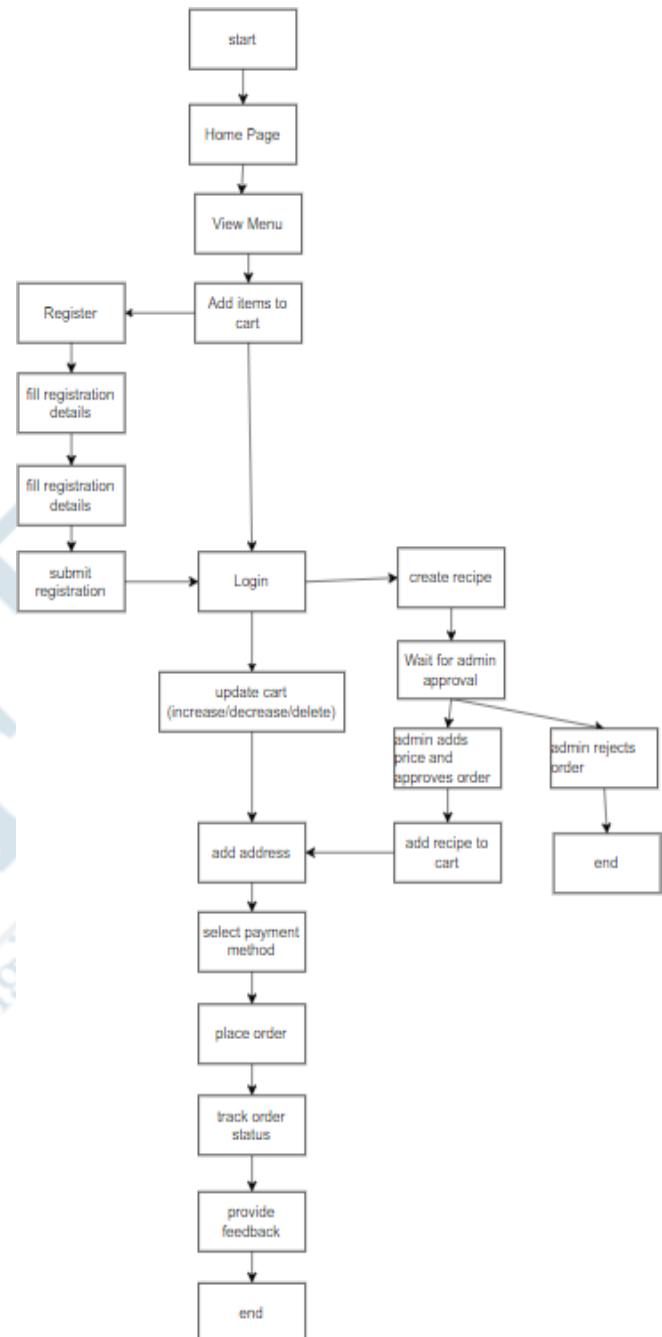 start
Home Page
View Menu
Add items to
cart
Register
fill registration
details
fill registration
details
submit
registration
Login
create recipe
Wait for admin
approval
update cart
(increase/decrease/delete)
admin adds
price and
approves order
admin rejects
order
add address
add recipe to
cart
end
select payment
method
place order
track order
status
provide
feedback
end